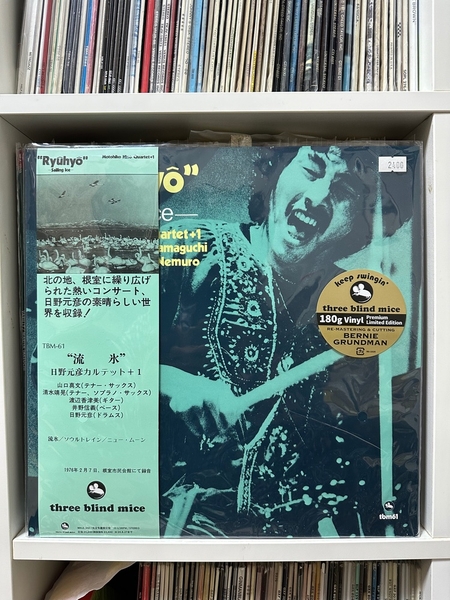 "Ryūhyō"
Sailing Ice
Motohiko Hino Quartet+1
北の地、根室に繰り広げ
られた熱いコンサート、
日野元彦の素晴らしい世
界を収録!
TBM-61
“流 氷”
日野元彦カルテット+1
山口真文(テナー・サックス)
清水靖晃(テナー、ソプラノ・サックス)
渡辺香津美(ギター)
井野信義(ベース)
日野元彦(ドラムス)
流氷/ソウルトレイン/ニュー・ムーン
1976年2月7日、根室市民会館にて録音
three blind mice
yō"
ce—
artet+1
amaguchi
Nemuro
2400
keep swingin'
three blind mice
180g Vinyl Premium
Limited Edition
RE-MASTERING & CUTTING
BERNIE
GRUNDMAN
tbm61